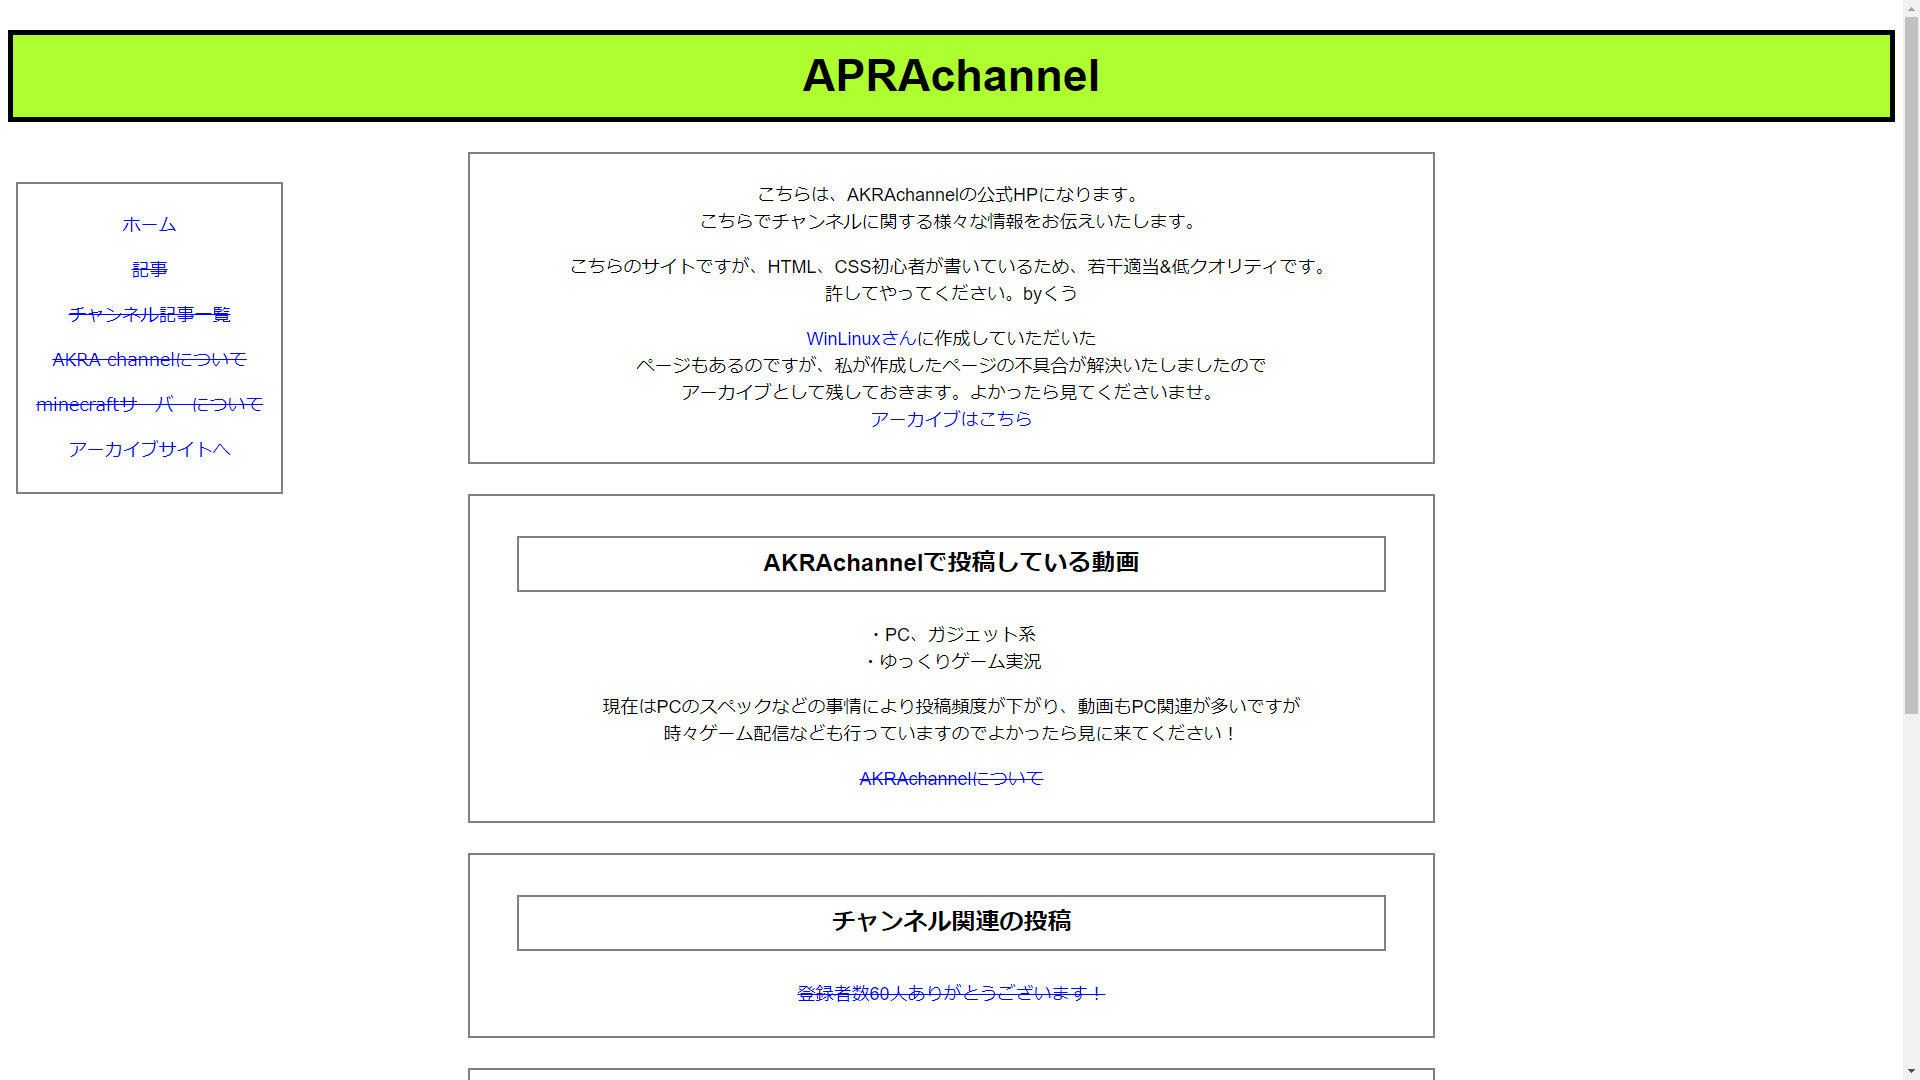 APRAchannel
ホーム
記事
チャンネル記事一覧
AKRA channelについて
minecraftサーバーについて
アーカイブサイトへ
こちらは、AKRAchannelの公式HPになります。
こちらでチャンネルに関する様々な情報をお伝えいたします。
こちらのサイトですが、HTML、CSS初心者が書いているため、若干適当&低クオリティです。
許してやってください。byくう
WinLinuxさんに作成していただいた
ページもあるのですが、私が作成したページの不具合が解決いたしましたので
アーカイブとして残しておきます。よかったら見てくださいませ。
アーカイブはこちら
AKRAchannelで投稿している動画
・PC、ガジェット系
・ゆっくりゲーム実況
現在はPCのスペックなどの事情により投稿頻度が下がり、動画もPC関連が多いですが
時々ゲーム配信なども行っていますのでよかったら見に来てください！
AKRAchannelについて
チャンネル関連の投稿
登録者数60人ありがとうございます！